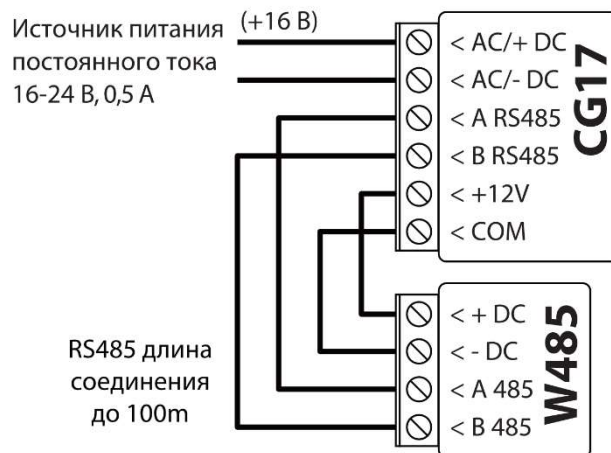 Источник питания
постоянного тока
16-24 В, 0,5 А
(+16 В)
< AC/+ DC
< AC/- DC
< A RS485
< B RS485
< +12V
< COM
CG17
< + DC
< - DC
< A 485
< B 485
W485
RS485 длина
соединения
до 100m